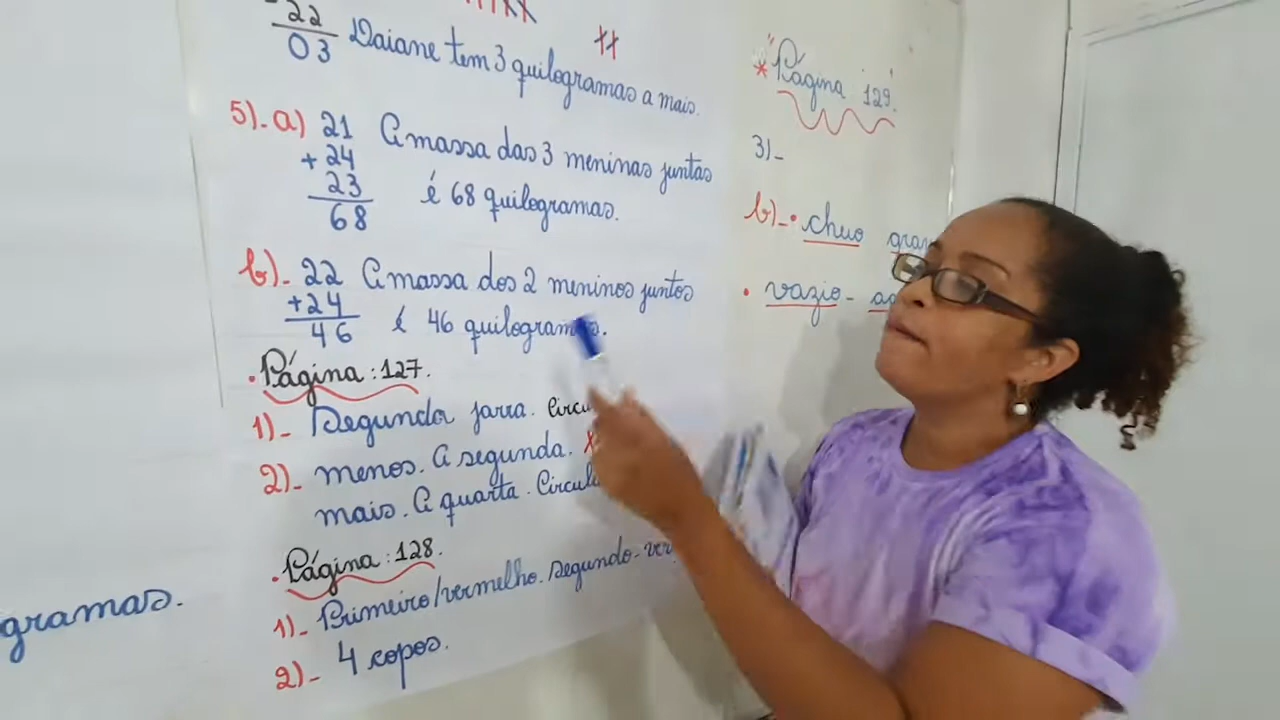 - 22
03 Daiane tem 3 quilogramas a mais.
5)- a) 21 A massa das 3 meninas juntas
+ 24
23 é 68 quilogramas.
68
b)- 22 A massa dos 2 meninos juntos
+24
46 é 46 quilogramas.
• Página: 127.
1)- Segunda jarra.
2)- menos. A segunda. X
mais. A quarta.
• Página: 128.
1)- Primeiro/vermelho. Segundo-
2)- 4 copos.
gramas.
* "Página 129.
3)-
b)- • cheio
• vazio-